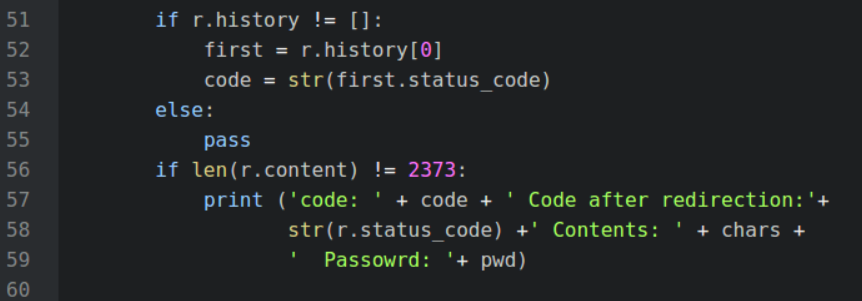 51        if r.history != []:
52            first = r.history[0]
53            code = str(first.status_code)
54        else:
55            pass
56        if len(r.content) != 2373:
57            print ('code: ' + code + ' Code after redirection:'+
58                   str(r.status_code) +' Contents: ' + chars +
59                   '  Passowrd: '+ pwd)
60